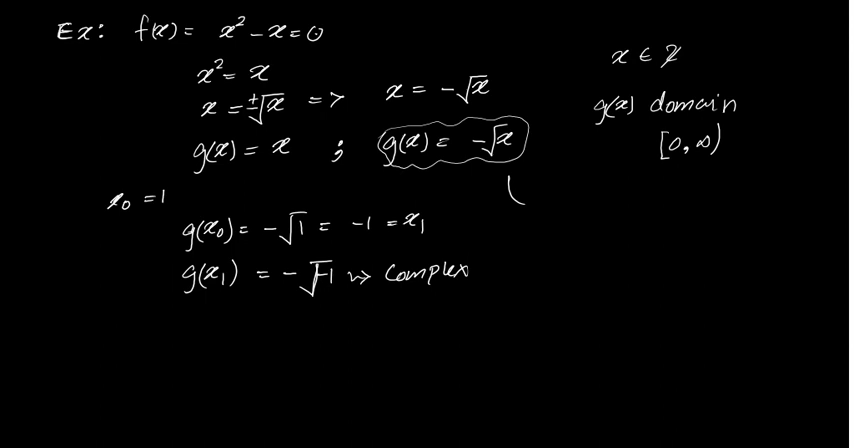 Ex: f(x) = x² - x = 0
x² = x
x = ±√x => x = -√x
g(x) = x ; g(x) = -√x
x₀ = 1
g(x₀) = -√1 = -1 = x₁
g(x₁) = -√-1 ⇝ complex
x ∈ ℤ
g(x) domain
[0, ∞)